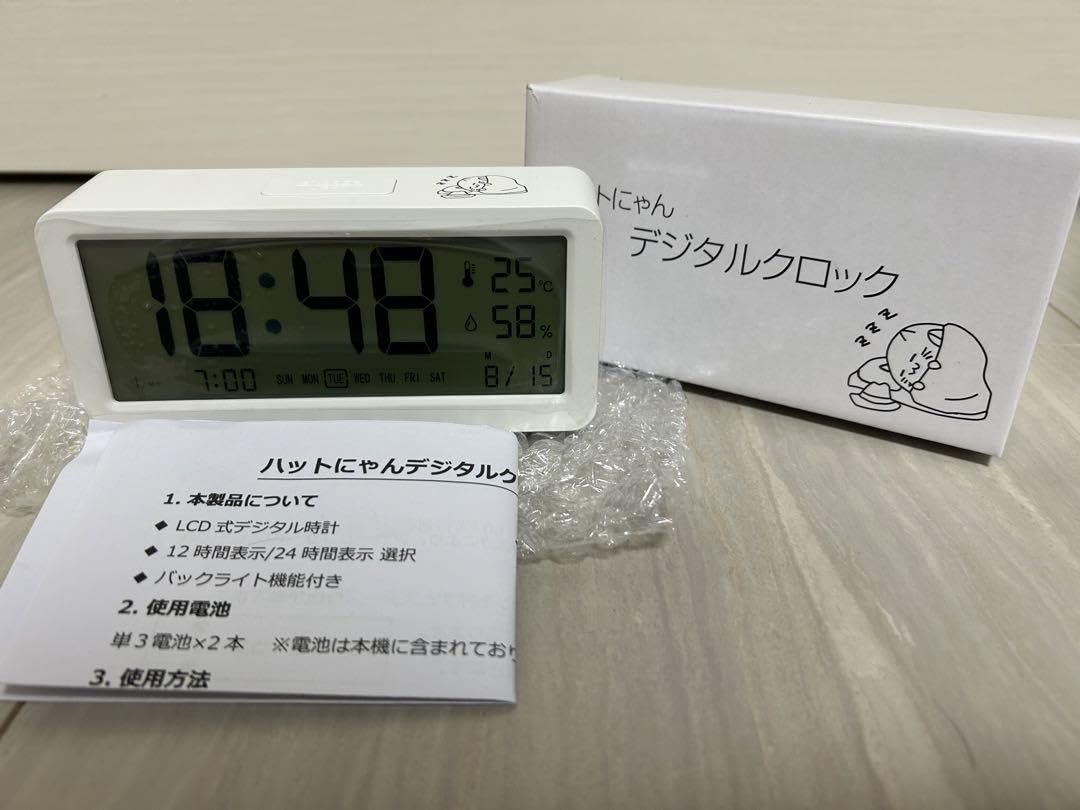 18:48
25℃
58%
M D
7:00 SUN MON TUE WED THU FRI SAT 8/15
zzz
トにゃん
デジタルクロック
zzz
ハットにゃんデジタルク
1. 本製品について
◆ LCD 式デジタル時計
◆ 12 時間表示/24 時間表示 選択
◆ バックライト機能付き
2. 使用電池
単3電池×2本 ※電池は本機に含まれており
3. 使用方法